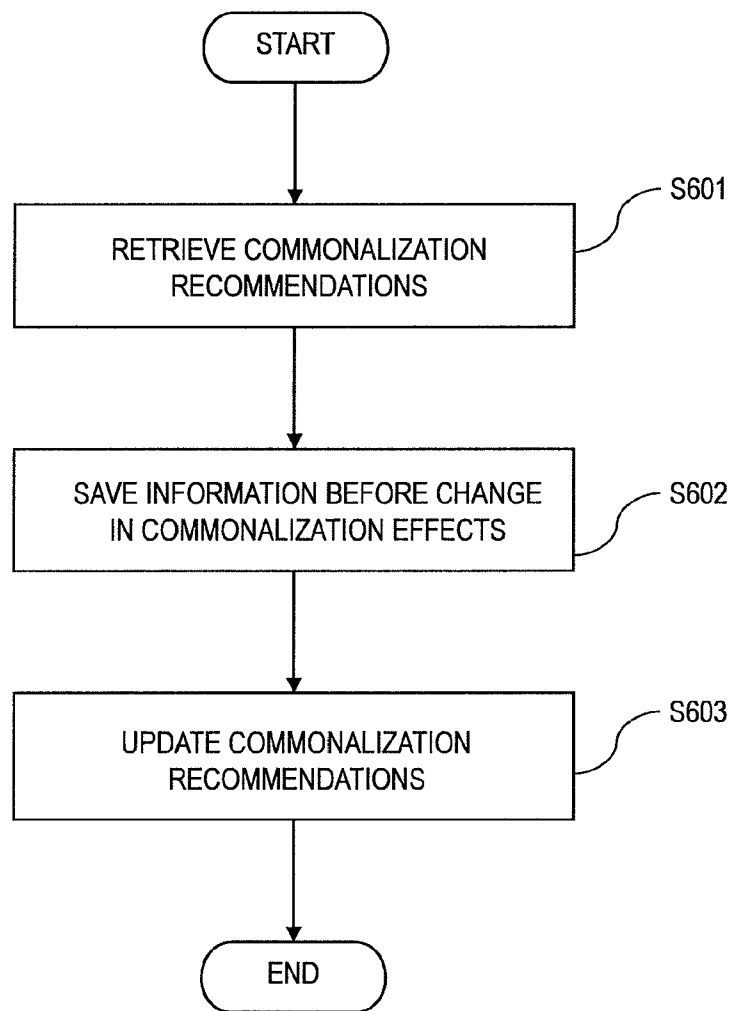 START
S601
RETRIEVE COMMONALIZATION
RECOMMENDATIONS
S602
SAVE INFORMATION BEFORE CHANGE
IN COMMONALIZATION EFFECTS
S603
UPDATE COMMONALIZATION
RECOMMENDATIONS
END